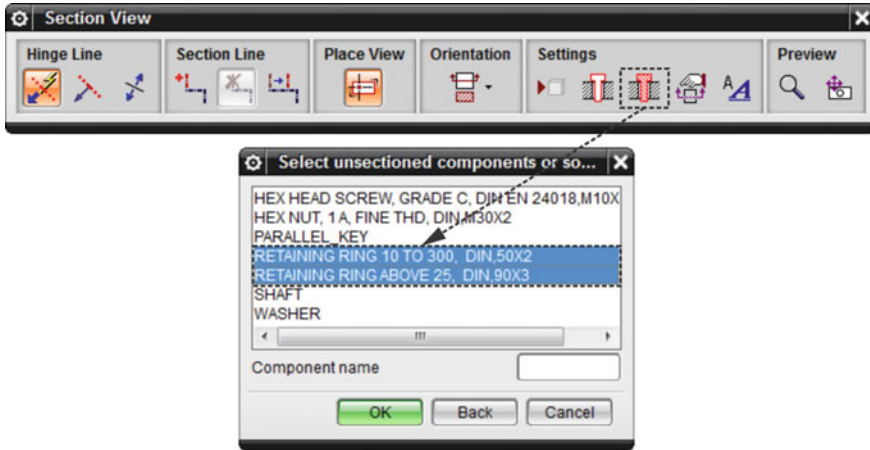 Section View
Hinge Line
Section Line
Place View
Orientation
Settings
Preview
Select unsectioned components or so...
HEX HEAD SCREW, GRADE C, DIN EN 24018,M10X
HEX NUT, 1 A, FINE THD, DIN,M30X2
PARALLEL_KEY
RETAINING RING 10 TO 300, DIN,50X2
RETAINING RING ABOVE 25, DIN,90X3
SHAFT
WASHER
Component name
OK Back Cancel